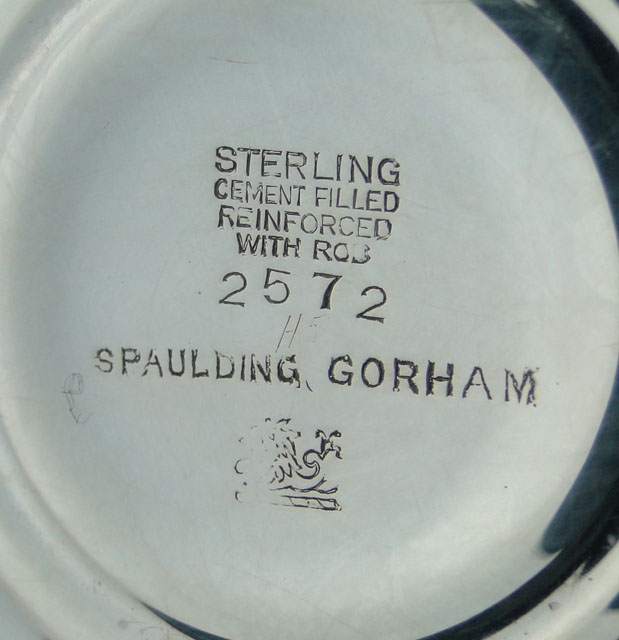 STERLING
CEMENT FILLED
REINFORCED
WITH ROD
2572
H
SPAULDING, GORHAM